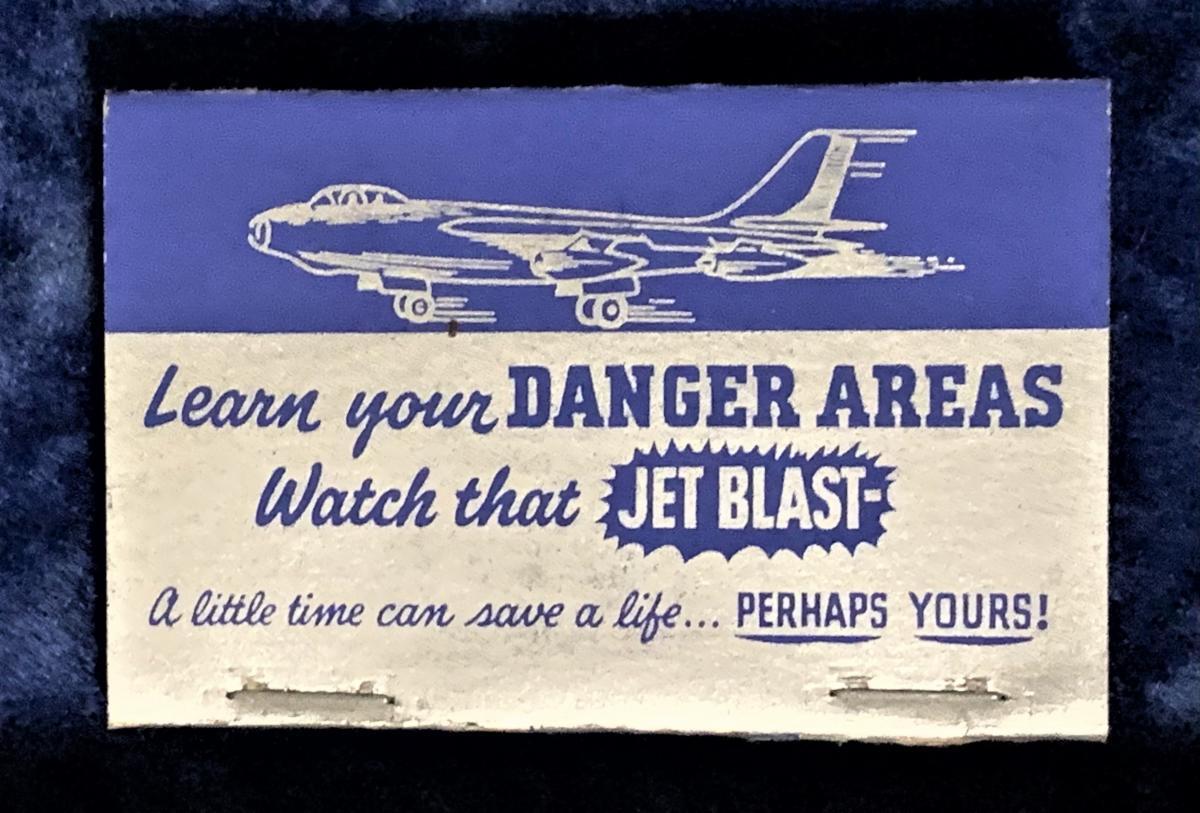 Learn your DANGER AREAS
Watch that JET BLAST-
A little time can save a life... PERHAPS YOURS!